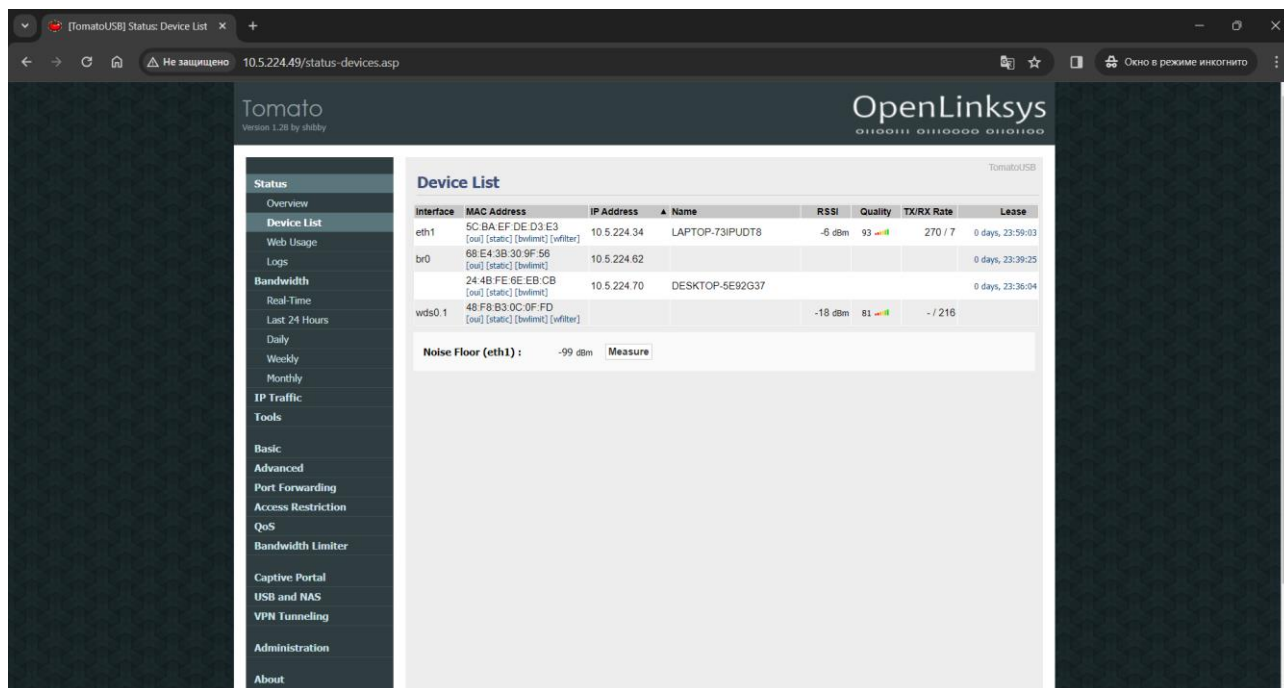 [TomatoUSB] Status: Device List
Не защищено 10.5.224.49/status-devices.asp
Окно в режиме инкогнито
Tomato
Version 1.28 by shibby
OpenLinksys
01100111 01110000 01101100
TomatoUSB
Status
Overview
Device List
Web Usage
Logs
Bandwidth
Real-Time
Last 24 Hours
Daily
Weekly
Monthly
IP Traffic
Tools
Basic
Advanced
Port Forwarding
Access Restriction
QoS
Bandwidth Limiter
Captive Portal
USB and NAS
VPN Tunneling
Administration
About
Device List
Interface MAC Address IP Address ▲ Name RSSI Quality TX/RX Rate Lease
eth1 5C:BA:EF:DE:D3:E3 10.5.224.34 LAPTOP-73IPUDT8 -6 dBm 93 270 / 7 0 days, 23:59:03
[oui] [static] [bwlimit] [wfilter]
br0 68:E4:3B:30:9F:56 10.5.224.62 0 days, 23:39:25
[oui] [static] [bwlimit]
24:4B:FE:6E:EB:CB 10.5.224.70 DESKTOP-5E92G37 0 days, 23:36:04
[oui] [static] [bwlimit]
wds0.1 48:F8:B3:0C:0F:FD -18 dBm 81 - / 216
[oui] [static] [bwlimit] [wfilter]
Noise Floor (eth1) : -99 dBm Measure